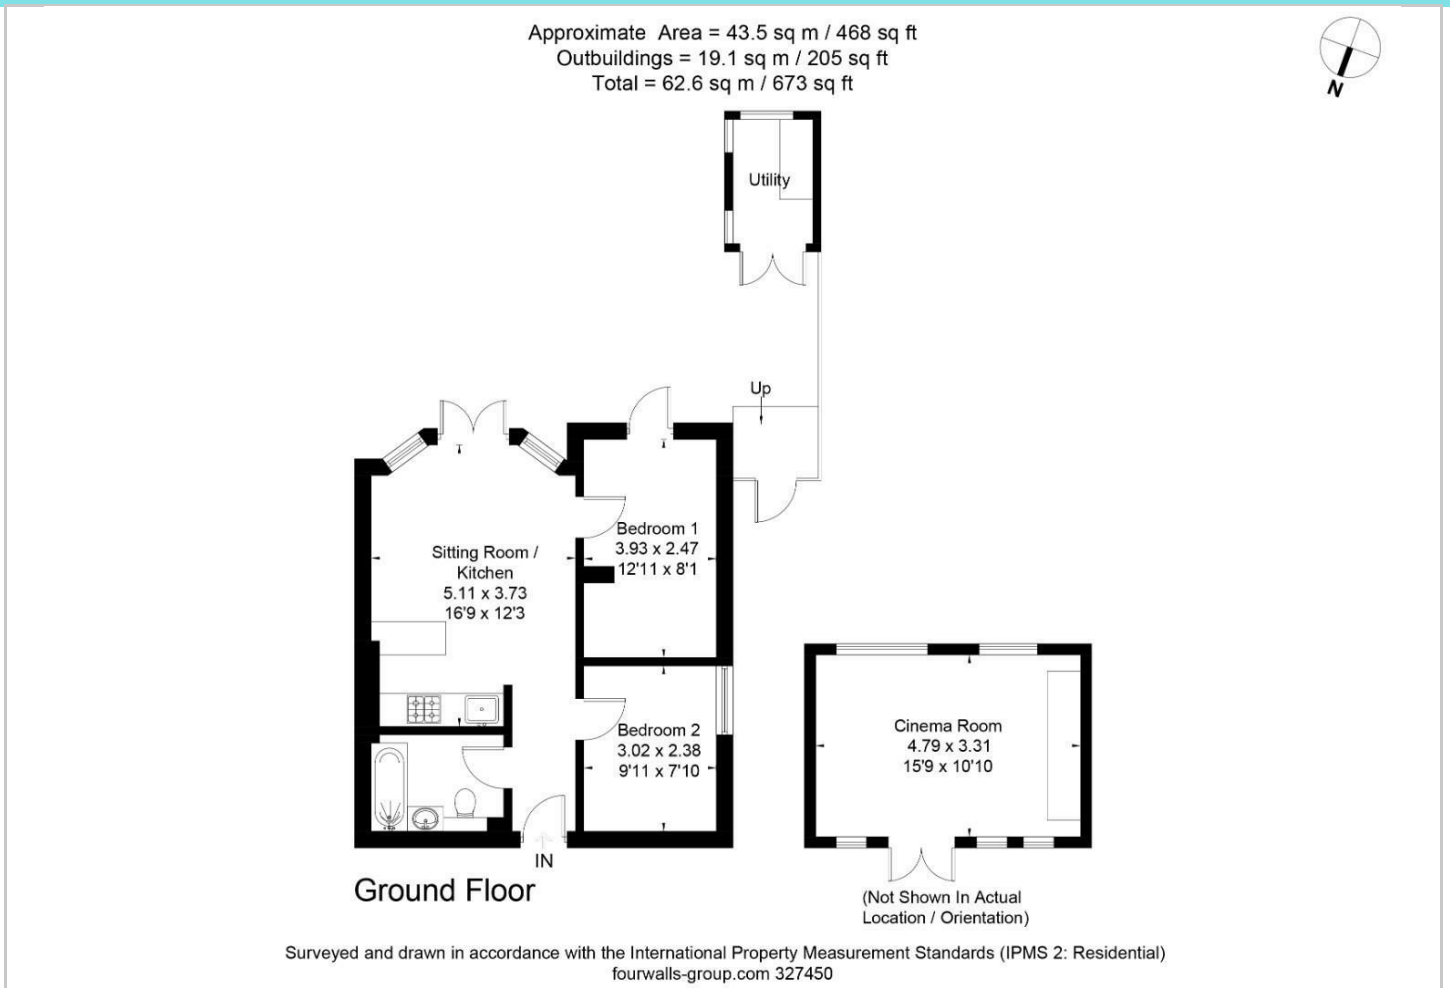 Approximate Area = 43.5 sq m / 468 sq ft
Outbuildings = 19.1 sq m / 205 sq ft
Total = 62.6 sq m / 673 sq ft
N
Utility
Up
Bedroom 1
3.93 x 2.47
12'11 x 8'1
Sitting Room /
Kitchen
5.11 x 3.73
16'9 x 12'3
Bedroom 2
3.02 x 2.38
9'11 x 7'10
Cinema Room
4.79 x 3.31
15'9 x 10'10
IN
Ground Floor
(Not Shown In Actual
Location / Orientation)
Surveyed and drawn in accordance with the International Property Measurement Standards (IPMS 2: Residential)
fourwalls-group.com 327450